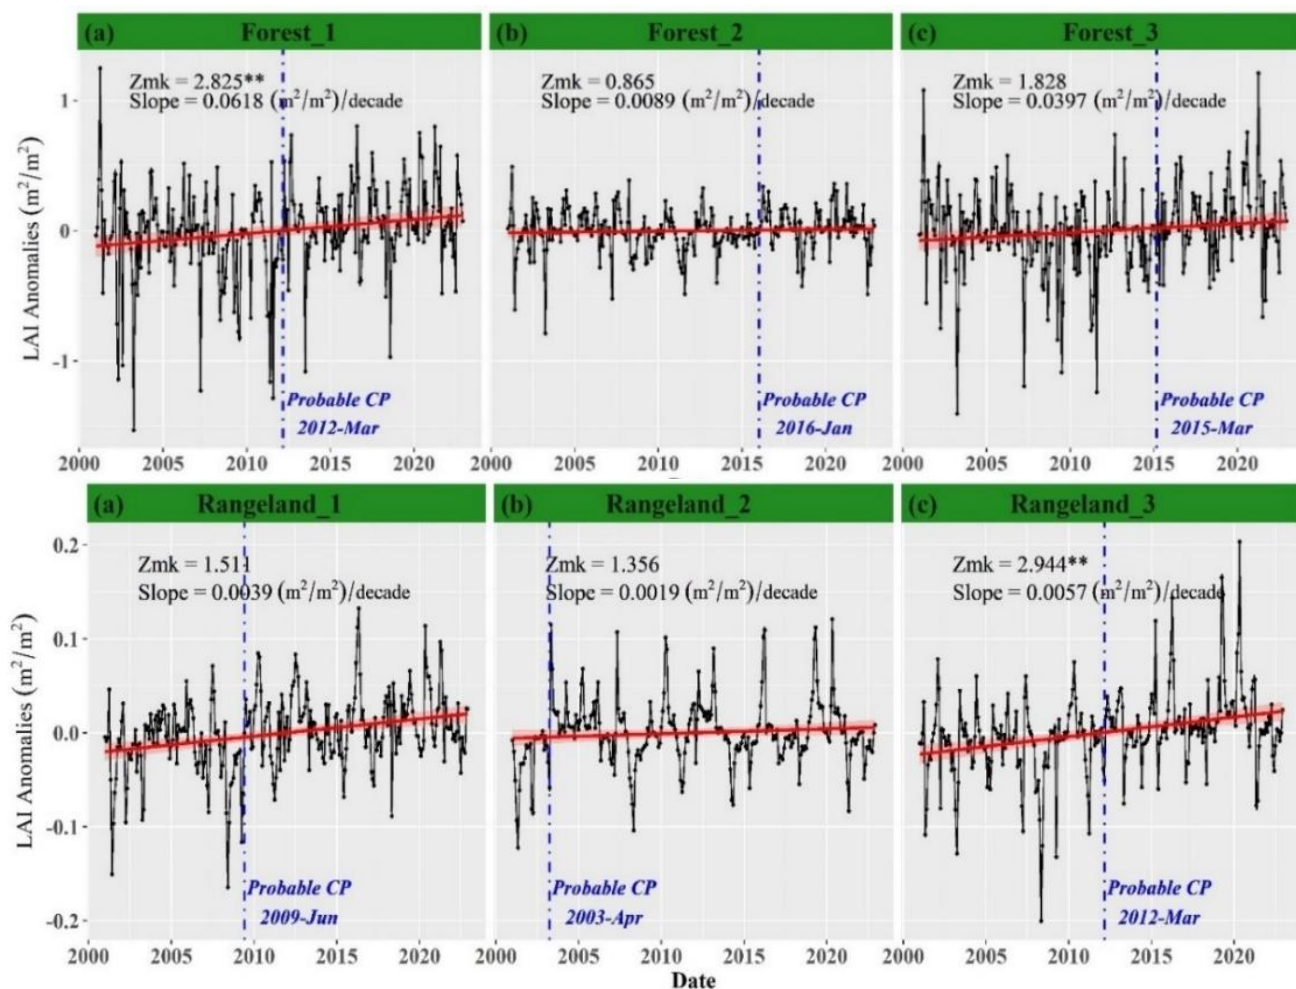 (a) Forest_1
(b) Forest_2
(c) Forest_3
Zmk = 2.825**
Slope = 0.0618 (m²/m²)/decade
Zmk = 0.865
Slope = 0.0089 (m²/m²)/decade
Zmk = 1.828
Slope = 0.0397 (m²/m²)/decade
LAI Anomalies (m²/m²)
1
0
-1
Probable CP
2012-Mar
Probable CP
2016-Jan
Probable CP
2015-Mar
2000 2005 2010 2015 2020 2000 2005 2010 2015 2020 2000 2005 2010 2015 2020
(a) Rangeland_1
(b) Rangeland_2
(c) Rangeland_3
Zmk = 1.511
Slope = 0.0039 (m²/m²)/decade
Zmk = 1.356
Slope = 0.0019 (m²/m²)/decade
Zmk = 2.944**
Slope = 0.0057 (m²/m²)/decade
LAI Anomalies (m²/m²)
0.2
0.1
0.0
-0.1
-0.2
Probable CP
2009-Jun
Probable CP
2003-Apr
Probable CP
2012-Mar
2000 2005 2010 2015 2020 2000 2005 2010 2015 2020 2000 2005 2010 2015 2020
Date